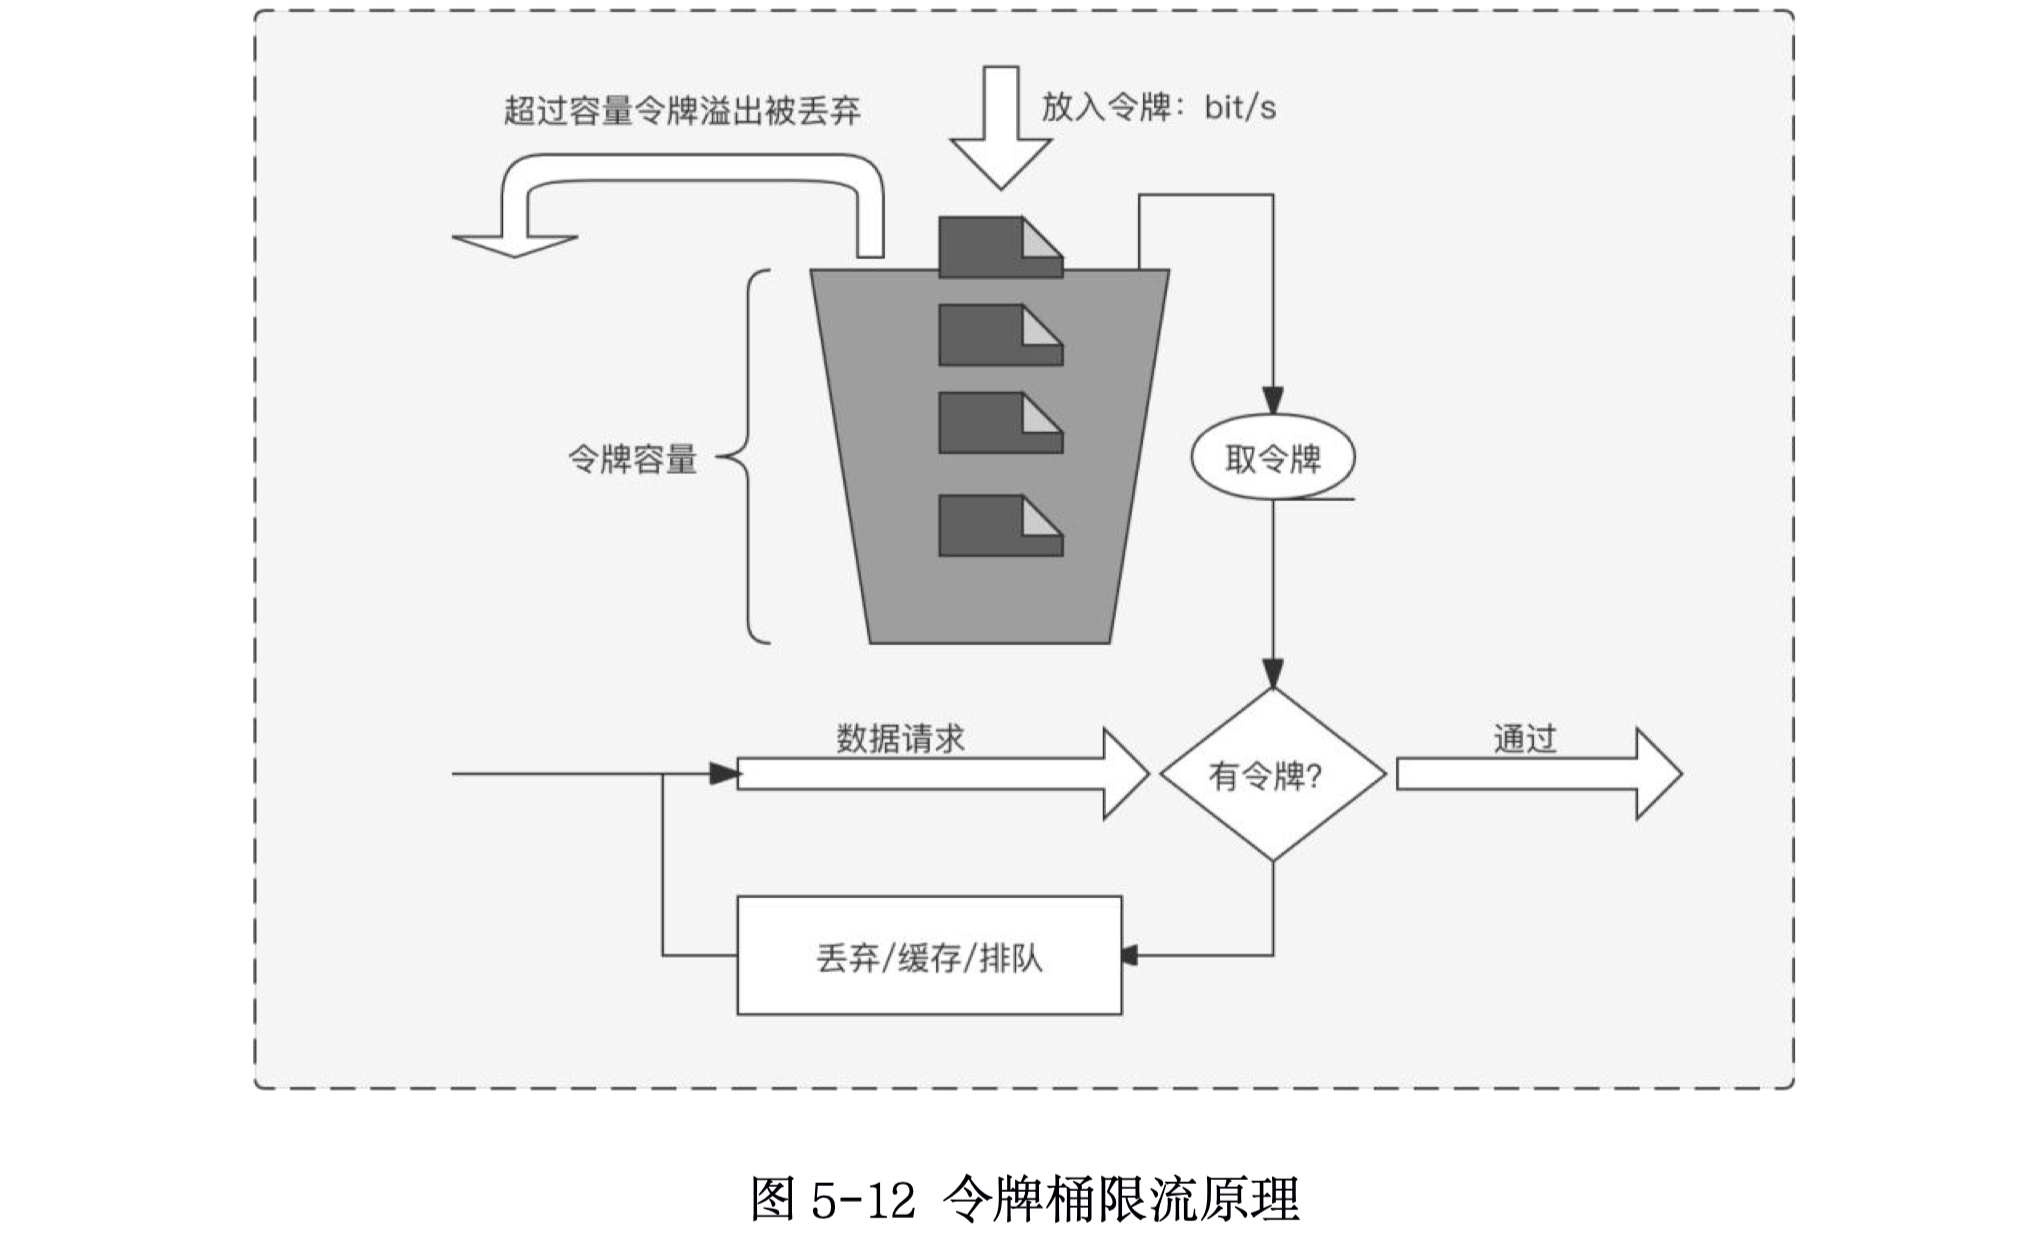 超过容量令牌溢出被丢弃
放入令牌：bit/s
令牌容量
取令牌
数据请求
有令牌?
通过
丢弃/缓存/排队
图 5-12 令牌桶限流原理